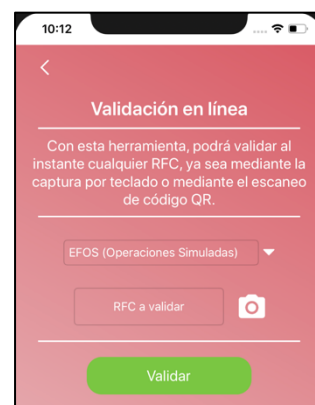 10:12
Validación en línea
Con esta herramienta, podrá validar al
instante cualquier RFC, ya sea mediante la
captura por teclado o mediante el escaneo
de código QR.
EFOS (Operaciones Simuladas)
RFC a validar
Validar